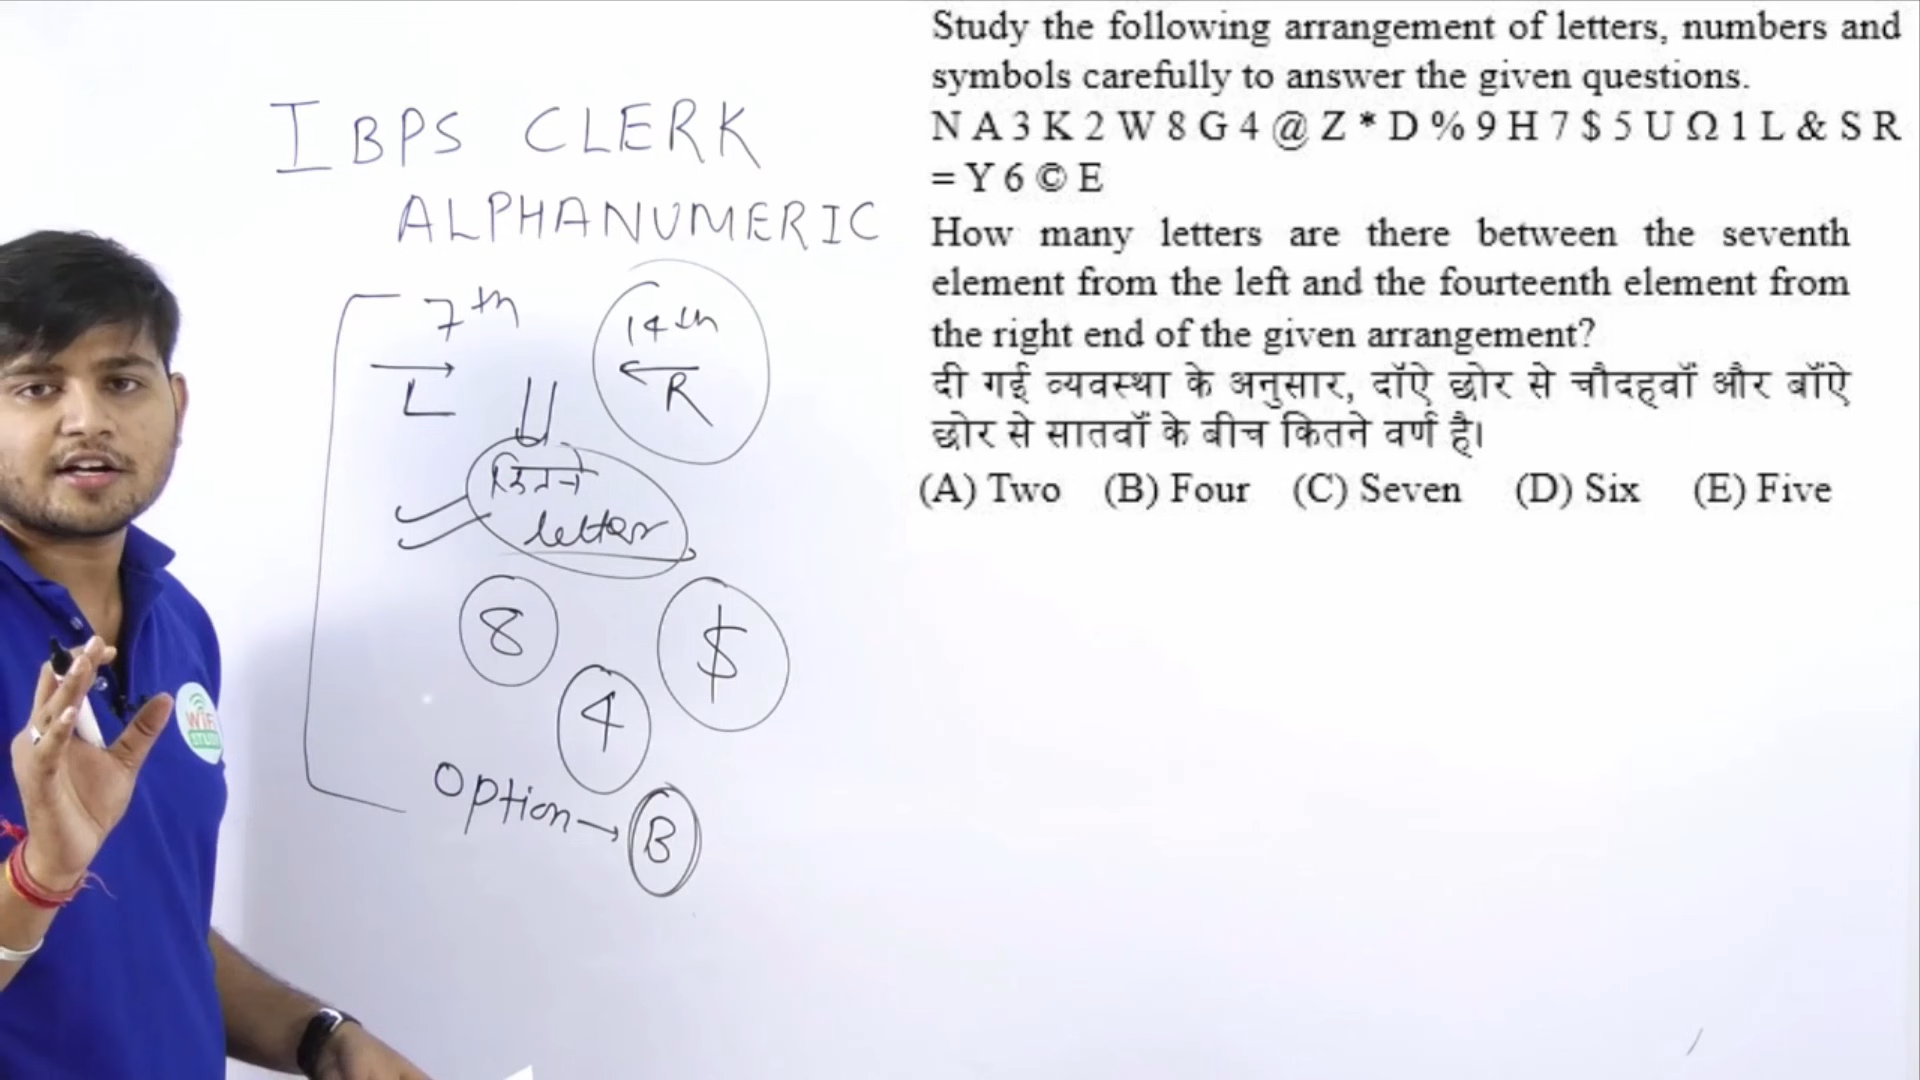 IBPS CLERK
ALPHANUMERIC
7th 14th
L R
कितने
letter
8 $
4
option → B
WiFi
STUDY
Study the following arrangement of letters, numbers and
symbols carefully to answer the given questions.
N A 3 K 2 W 8 G 4 @ Z * D % 9 H 7 $ 5 U Ω 1 L & S R
= Y 6 © E
How many letters are there between the seventh
element from the left and the fourteenth element from
the right end of the given arrangement?
दी गई व्यवस्था के अनुसार, दॉऐ छोर से चौदहवॉं और बॉऐ
छोर से सातवॉं के बीच कितने वर्ण है।
(A) Two (B) Four (C) Seven (D) Six (E) Five